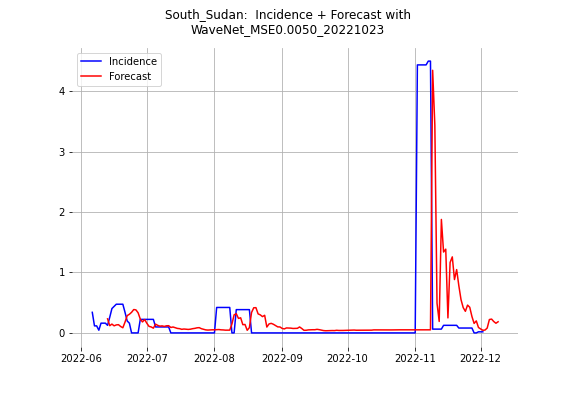 South_Sudan:  Incidence + Forecast with
WaveNet_MSE0.0050_20221023
Incidence
Forecast
4
3
2
1
0
2022-06 2022-07 2022-08 2022-09 2022-10 2022-11 2022-12